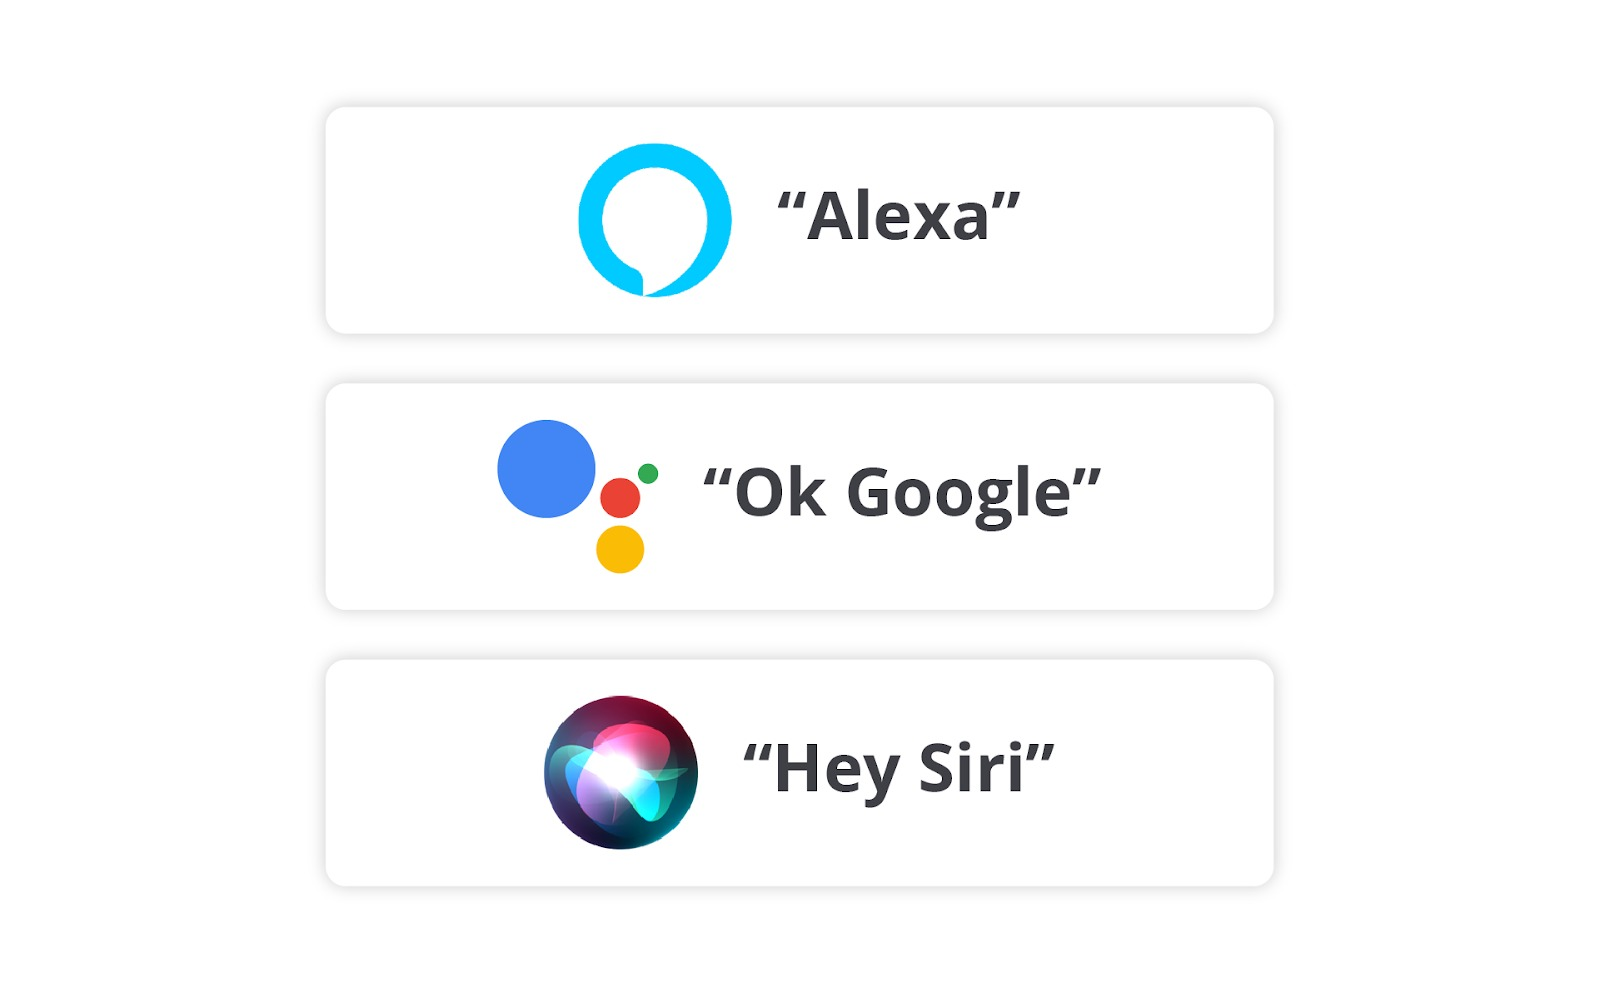 “Alexa”
“Ok Google”
“Hey Siri”